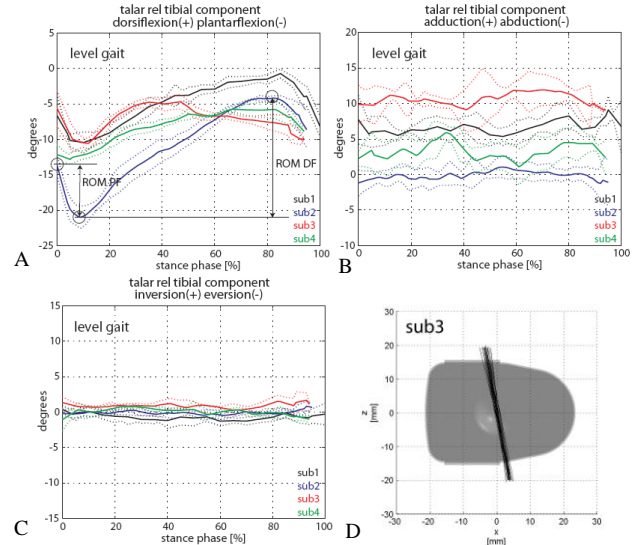 talar rel tibial component
dorsiflexion(+) plantarflexion(-)
level gait
degrees
5
0
-5
-10
-15
-20
-25
ROM PF
ROM DF
sub1
sub2
sub3
sub4
0 20 40 60 80 100
stance phase [%]
A
talar rel tibial component
adduction(+) abduction(-)
level gait
degrees
20
15
10
5
0
-5
-10
sub1
sub2
sub3
sub4
0 20 40 60 80 100
stance phase [%]
B
talar rel tibial component
inversion(+) eversion(-)
level gait
degrees
15
10
5
0
-5
-10
-15
sub1
sub2
sub3
sub4
0 20 40 60 80 100
stance phase [%]
C
sub3
z
[mm]
30
20
10
0
-10
-20
-30
-30 -20 -10 0 10 20 30
x
[mm]
D